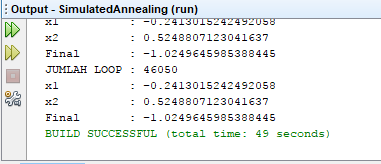 Output - SimulatedAnnealing (run)
x1 : -0.2413015242492058
x2 : 0.5248807123041637
Final : -1.0249645985388445
JUMLAH LOOP : 46050
x1 : -0.2413015242492058
x2 : 0.5248807123041637
Final : -1.0249645985388445
BUILD SUCCESSFUL (total time: 49 seconds)